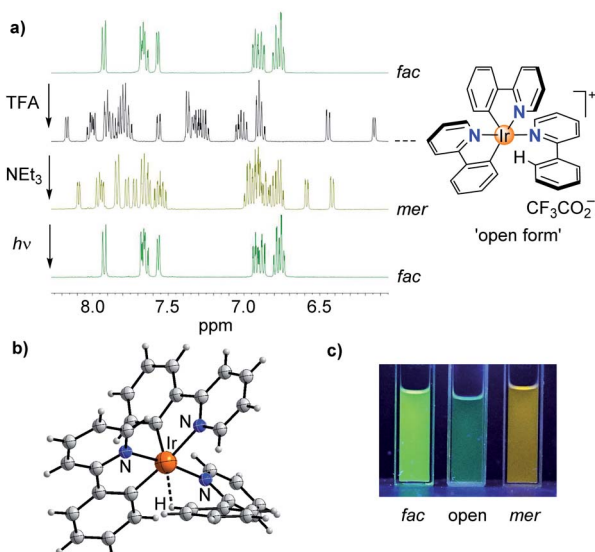 a)
fac
TFA
NEt₃
mer
hν
fac
8.0 7.5 7.0 6.5
ppm
N
Ir
N
H
+
CF₃CO₂⁻
'open form'
b)
N
Ir
N
N
H
c)
fac open mer